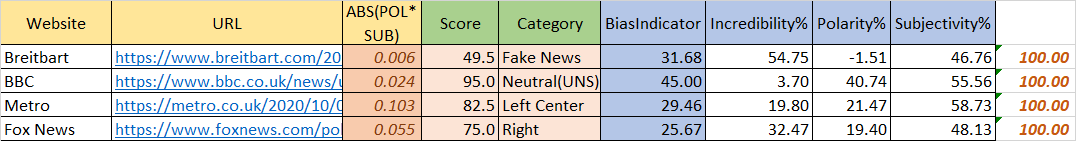 Website URL ABS(POL* SUB) Score Category BiasIndicator Incredibility% Polarity% Subjectivity%
Breitbart https://www.breitbart.com/20 0.006 49.5 Fake News 31.68 54.75 -1.51 46.76 100.00
BBC https://www.bbc.co.uk/news/u 0.024 95.0 Neutral(UNS) 45.00 3.70 40.74 55.56 100.00
Metro https://metro.co.uk/2020/10/0 0.103 82.5 Left Center 29.46 19.80 21.47 58.73 100.00
Fox News https://www.foxnews.com/pol 0.055 75.0 Right 25.67 32.47 19.40 48.13 100.00